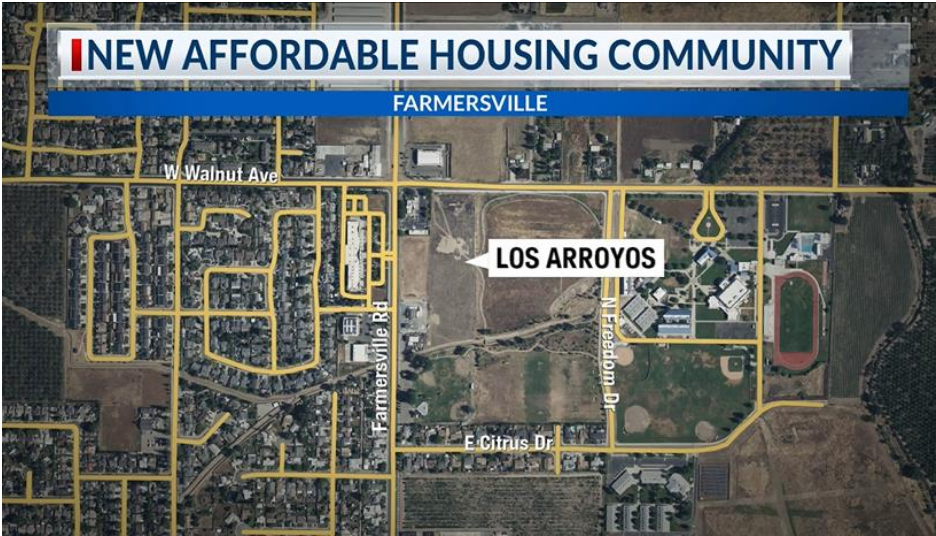 NEW AFFORDABLE HOUSING COMMUNITY
FARMERSVILLE
W Walnut Ave
LOS ARROYOS
Farmersville Rd
N Freedom Dr
E Citrus Dr